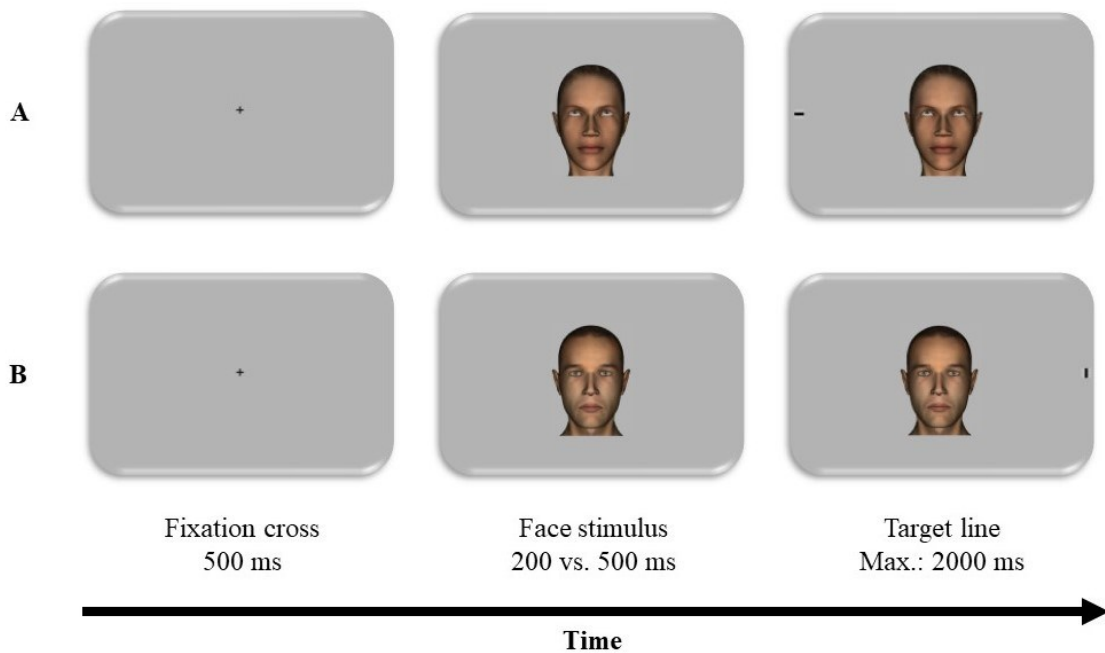 A
B
Fixation cross
500 ms
Face stimulus
200 vs. 500 ms
Target line
Max.: 2000 ms
Time